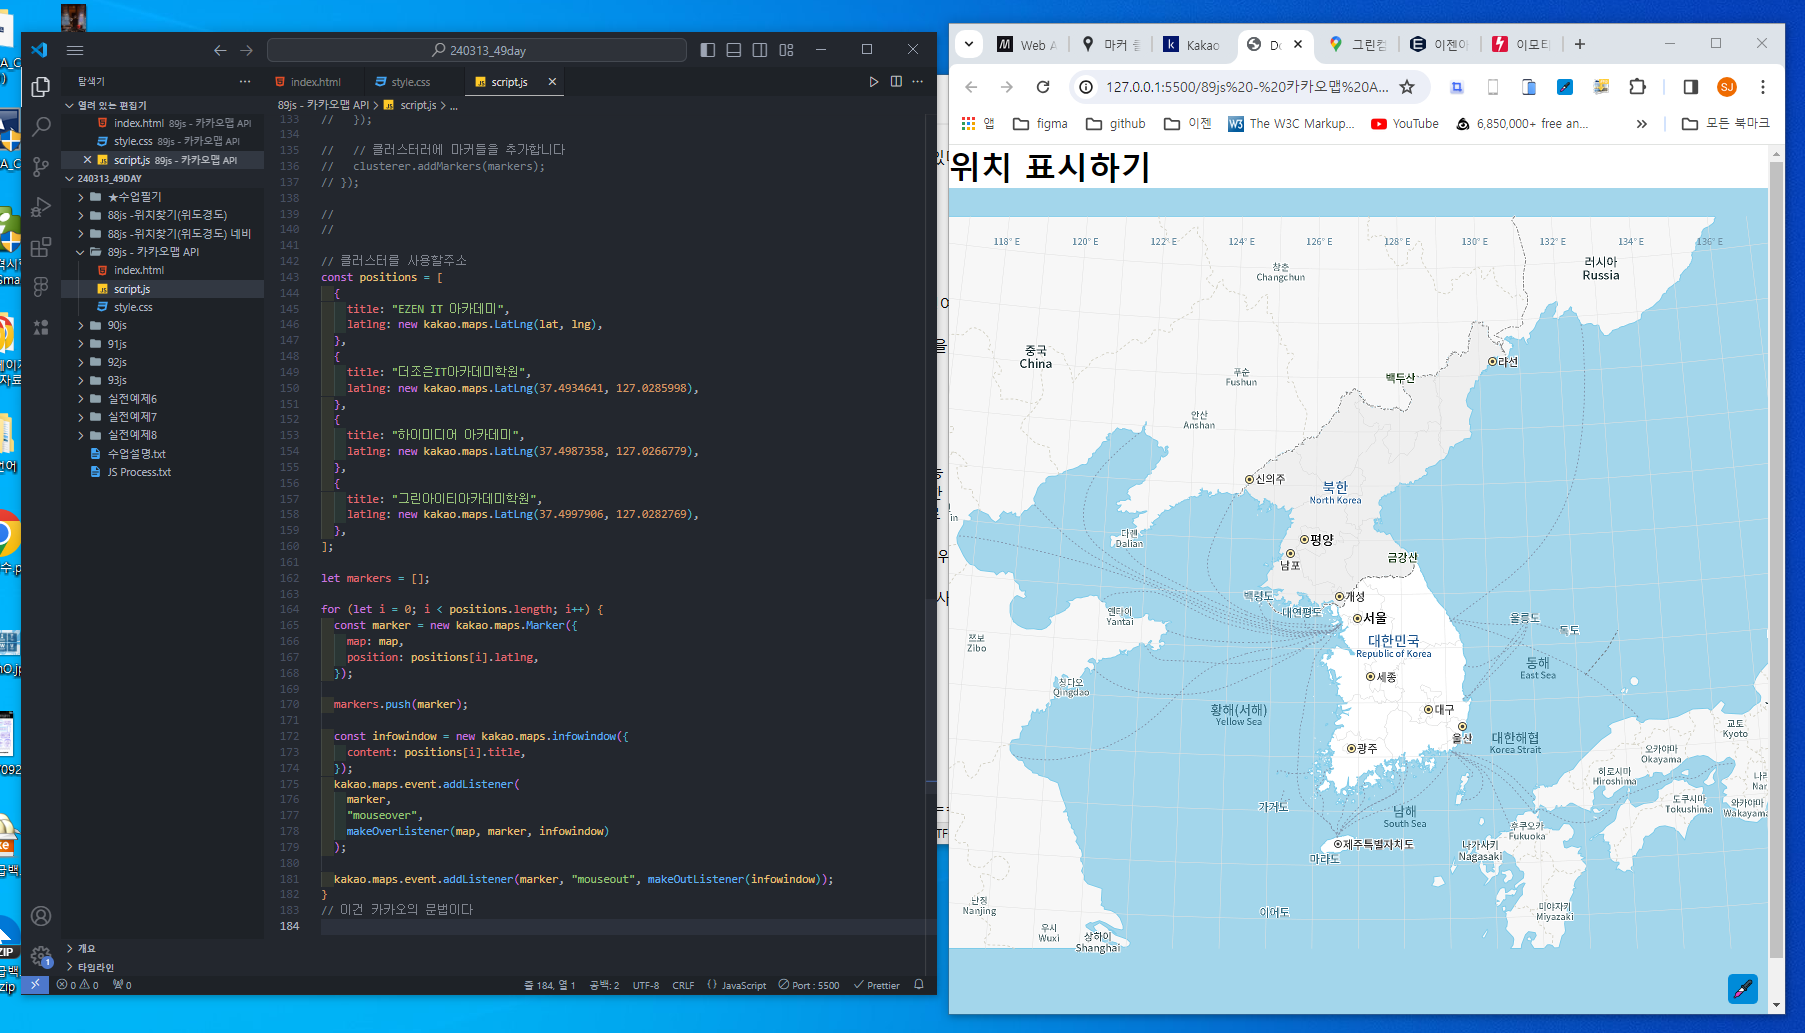 240313_49day
탐색기
열려 있는 편집기
index.html 89js - 카카오맵 API
style.css 89js - 카카오맵 API
script.js 89js - 카카오맵 API
240313_49DAY
★수업필기
88js -위치찾기(위도경도)
88js -위치찾기(위도경도) 네비
89js - 카카오맵 API
index.html
script.js
style.css
90js
91js
92js
93js
실전예제6
실전예제7
실전예제8
수업설명.txt
JS Process.txt
개요
타임라인
index.html
style.css
script.js
89js - 카카오맵 API > script.js > ...
133 // });
134
135 // // 클러스터러에 마커들을 추가합니다
136 // clusterer.addMarkers(markers);
137 // });
138
139 //
140 //
141
142 // 클러스터를 사용할주소
143 const positions = [
144 {
145 title: "EZEN IT 아카데미",
146 latlng: new kakao.maps.LatLng(lat, lng),
147 },
148 {
149 title: "더조은IT아카데미학원",
150 latlng: new kakao.maps.LatLng(37.4934641, 127.0285998),
151 },
152 {
153 title: "하이미디어 아카데미",
154 latlng: new kakao.maps.LatLng(37.4987358, 127.0266779),
155 },
156 {
157 title: "그린아이티아카데미학원",
158 latlng: new kakao.maps.LatLng(37.4997906, 127.0282769),
159 },
160 ];
161
162 let markers = [];
163
164 for (let i = 0; i < positions.length; i++) {
165 const marker = new kakao.maps.Marker({
166 map: map,
167 position: positions[i].latlng,
168 });
169
170 markers.push(marker);
171
172 const infowindow = new kakao.maps.infowindow({
173 content: positions[i].title,
174 });
175 kakao.maps.event.addListener(
176 marker,
177 "mouseover",
178 makeOverListener(map, marker, infowindow)
179 );
180
181 kakao.maps.event.addListener(marker, "mouseout", makeOutListener(infowindow));
182 }
183 // 이건 카카오의 문법이다
184
0 0 0
줄 184, 열 1 공백: 2 UTF-8 CRLF JavaScript Port : 5500 Prettier
Web A
마커 클
Kakao
Do
그린컴
이젠아
이모티
127.0.0.1:5500/89js%20-%20카카오맵%20A...
SJ
앱 figma github 이젠 The W3C Markup... YouTube 6,850,000+ free an... » 모든 북마크
위치 표시하기
118° E 120° E 122° E 124° E 126° E 128° E 130° E 132° E 134° E 136° E
러시아
Russia
창춘
Changchun
중국
China
라선
푸순
Fushun
백두산
안산
Anshan
신의주
북한
North Korea
다롄
Dalian
평양
남포
금강산
개성
백령도
대연평도
옌타이
Yantai
서울
울릉도
독도
쯔보
Zibo
대한민국
Republic of Korea
동해
East Sea
세종
칭다오
Qingdao
황해(서해)
Yellow Sea
대구
울산
교토
Kyoto
대한해협
Korea Strait
광주
오카야마
Okayama
히로시마
Hiroshima
도쿠시마
Tokushima
와카야마
Wakayama
가거도
남해
South Sea
후쿠오카
Fukuoka
제주특별자치도
마라도
나가사키
Nagasaki
난징
Nanjing
이어도
미야자키
Miyazaki
우시
Wuxi
상하이
Shanghai